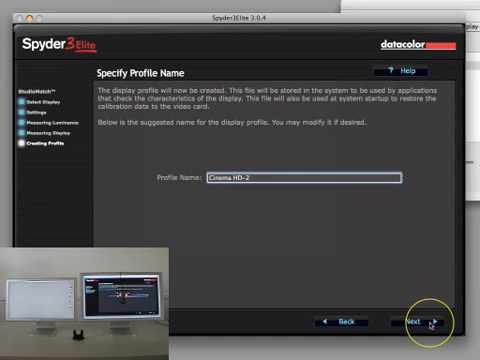 Spyder3Elite 3.0.4
Spyder3Elite
datacolor
Specify Profile Name
? Help
StudioMatch™
Select Display
Settings
Measuring Luminance
Measuring Display
Creating Profile
The display profile will now be created. This file will be stored in the system to be used by applications
that check the characteristics of the display. This file will also be used at system startup to restore the
calibration data to the video card.
Below is the suggested name for the display profile. You may modify it if desired.
Profile Name:
Cinema HD-2
Back
Next